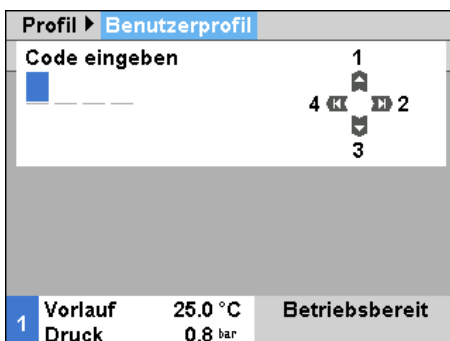 Profil ▶ Benutzerprofil
Code eingeben
1
4 2
3
1
Vorlauf 25.0 °C Betriebsbereit
Druck 0.8 bar